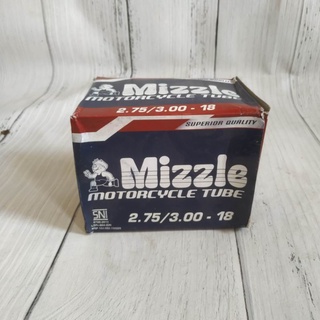 Mizzle
MOTORCYCLE TUBE
2.75/3.00 - 18
SUPERIOR QUALITY
Mizzle
MOTORCYCLE TUBE
SNI
2.75/3.00 - 18